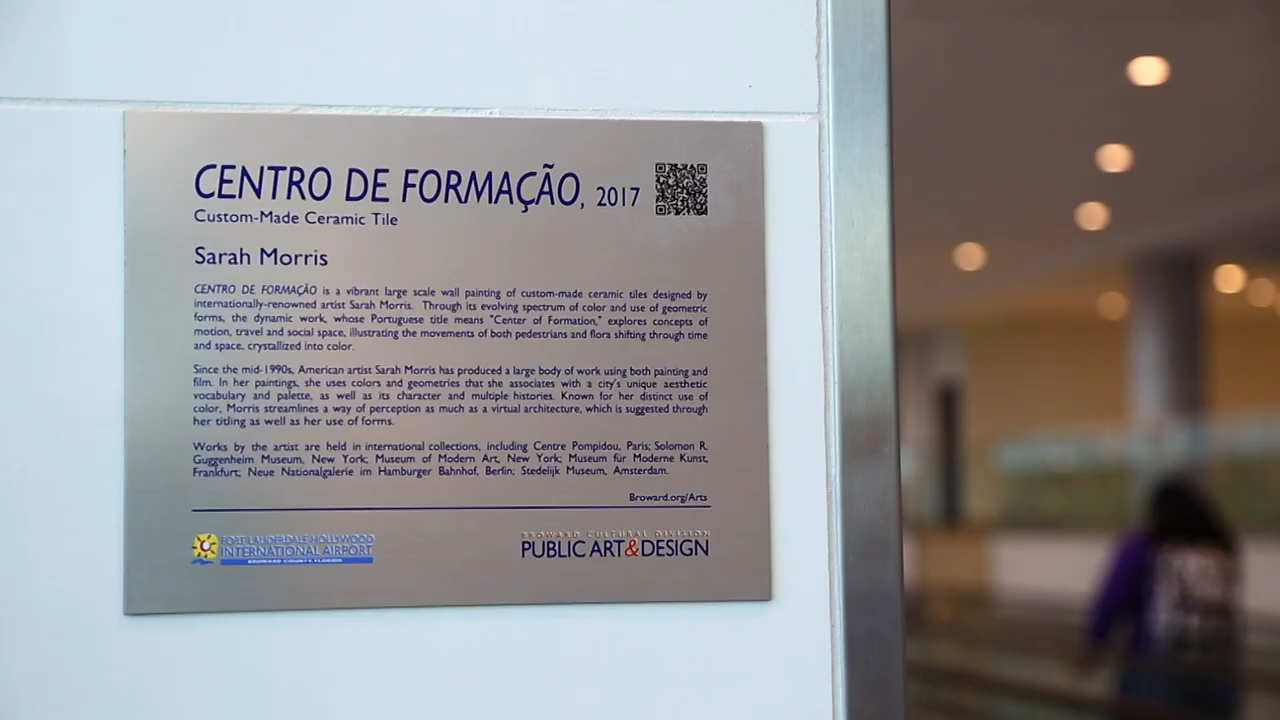 CENTRO DE FORMAÇÃO, 2017
Custom-Made Ceramic Tile
Sarah Morris
CENTRO DE FORMAÇÃO is a vibrant large scale wall painting of custom-made ceramic tiles designed by
internationally-renowned artist Sarah Morris. Through its evolving spectrum of color and use of geometric
forms, the dynamic work, whose Portuguese title means "Center of Formation," explores concepts of
motion, travel and social space, illustrating the movements of both pedestrians and flora shifting through time
and space, crystallized into color.
Since the mid-1990s, American artist Sarah Morris has produced a large body of work using both painting and
film. In her paintings, she uses colors and geometries that she associates with a city's unique aesthetic
vocabulary and palette, as well as its character and multiple histories. Known for her distinct use of
color, Morris streamlines a way of perception as much as a virtual architecture, which is suggested through
her titling as well as her use of forms.
Works by the artist are held in international collections, including Centre Pompidou, Paris; Solomon R.
Guggenheim Museum, New York; Museum of Modern Art, New York; Museum für Moderne Kunst,
Frankfurt; Neue Nationalgalerie im Hamburger Bahnhof, Berlin; Stedelijk Museum, Amsterdam.
Broward.org/Arts
FORT LAUDERDALE-HOLLYWOOD
INTERNATIONAL AIRPORT
BROWARD COUNTY, FLORIDA
BROWARD CULTURAL DIVISION
PUBLIC ART&DESIGN